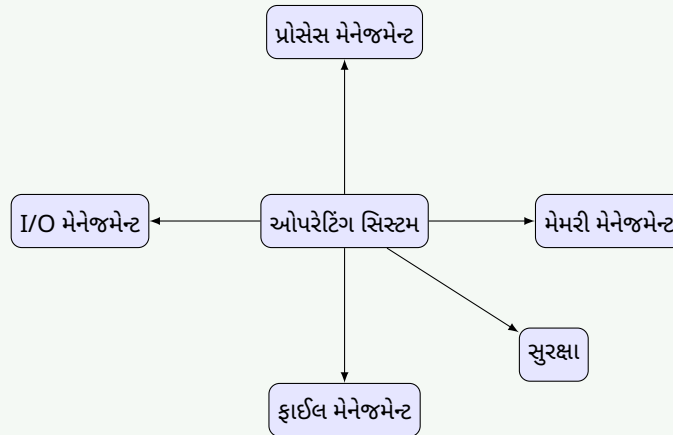 પ્રોસેસ મેનેજમેન્ટ
I/O મેનેજમેન્ટ
ઓપરેટિંગ સિસ્ટમ
મેમરી મેનેજમેન્ટ
સુરક્ષા
ફાઈલ મેનેજમેન્ટ